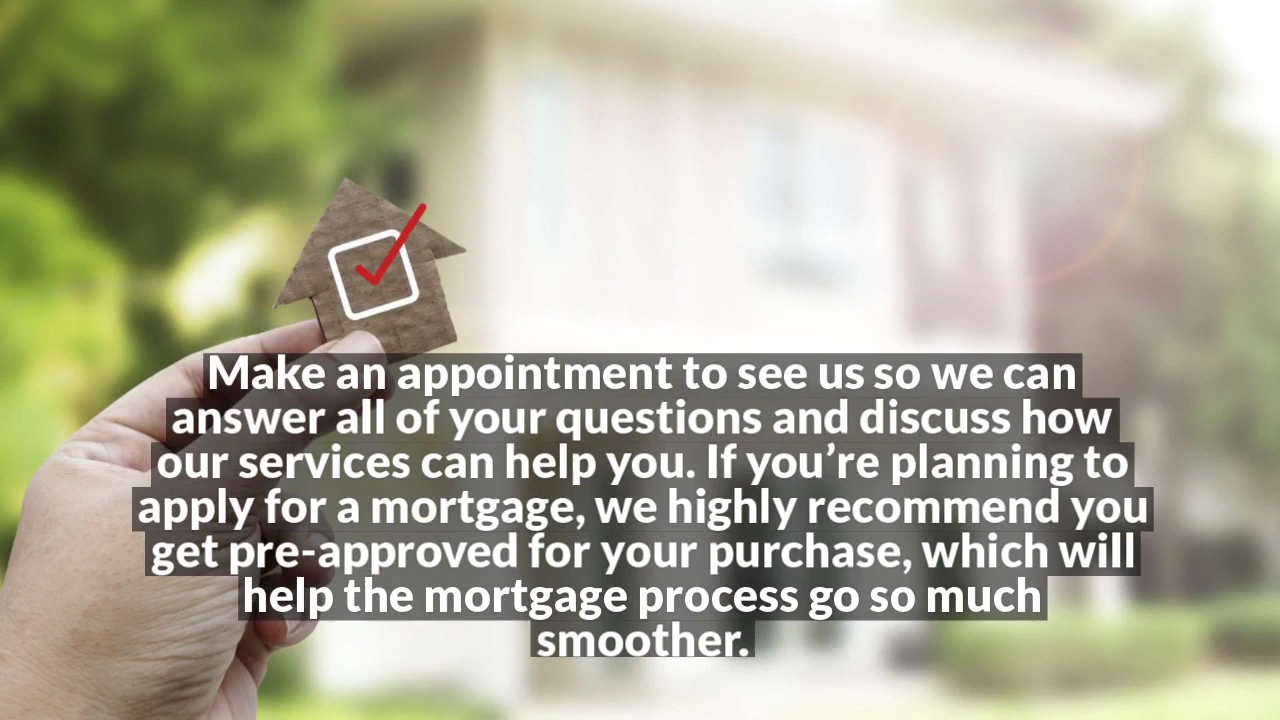 Make an appointment to see us so we can
answer all of your questions and discuss how
our services can help you. If you’re planning to
apply for a mortgage, we highly recommend you
get pre-approved for your purchase, which will
help the mortgage process go so much
smoother.